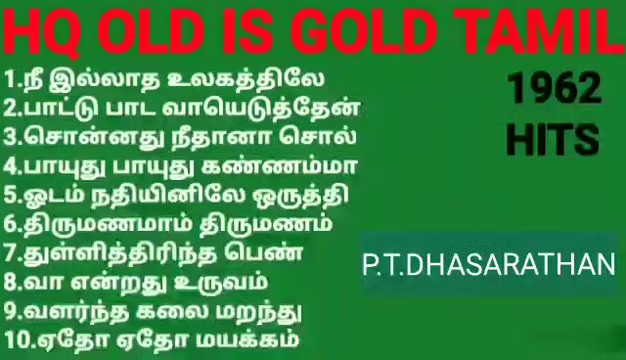 HQ OLD IS GOLD TAMIL
1.நீ இல்லாத உலகத்திலே
2.பாட்டு பாட வாயெடுத்தேன்
3.சொன்னது நீதானா சொல்
4.பாயுது பாயுது கண்ணம்மா
5.ஓடம் நதியினிலே ஒருத்தி
6.திருமணமாம் திருமணம்
7.துள்ளித்திரிந்த பெண்
8.வா என்றது உருவம்
9.வளர்ந்த கலை மறந்து
10.ஏதோ ஏதோ மயக்கம்
1962
HITS
P.T.DHASARATHAN